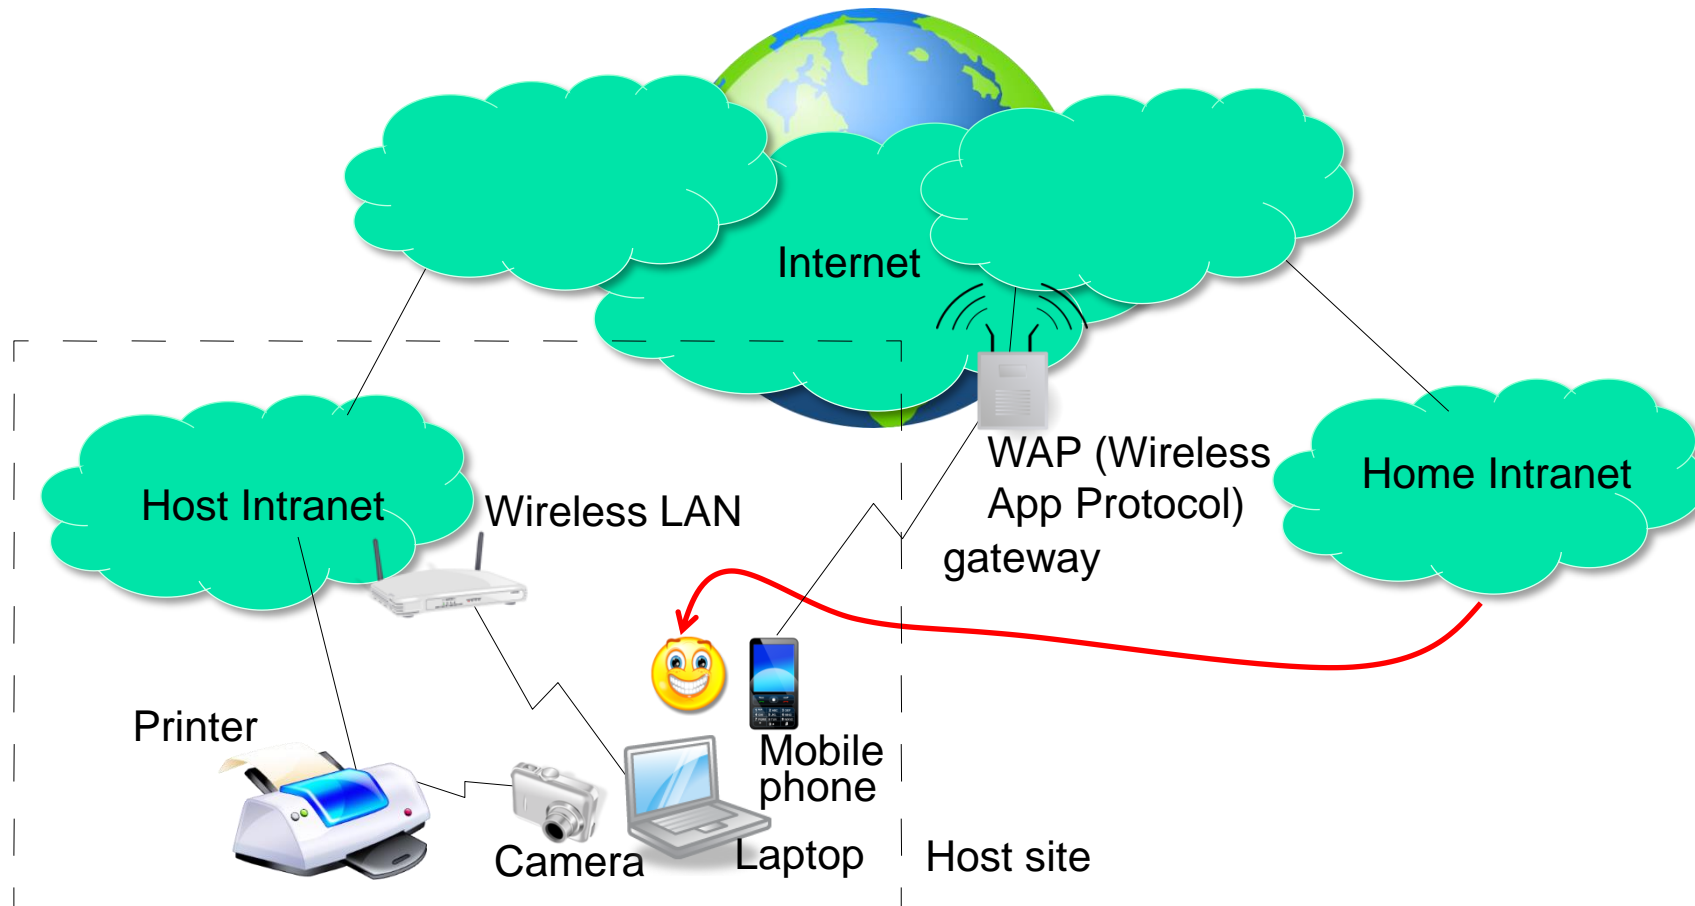 Internet
WAP (Wireless
App Protocol)
gateway
Home Intranet
Host Intranet
Wireless LAN
Printer
Mobile
phone
Camera
Laptop
Host site